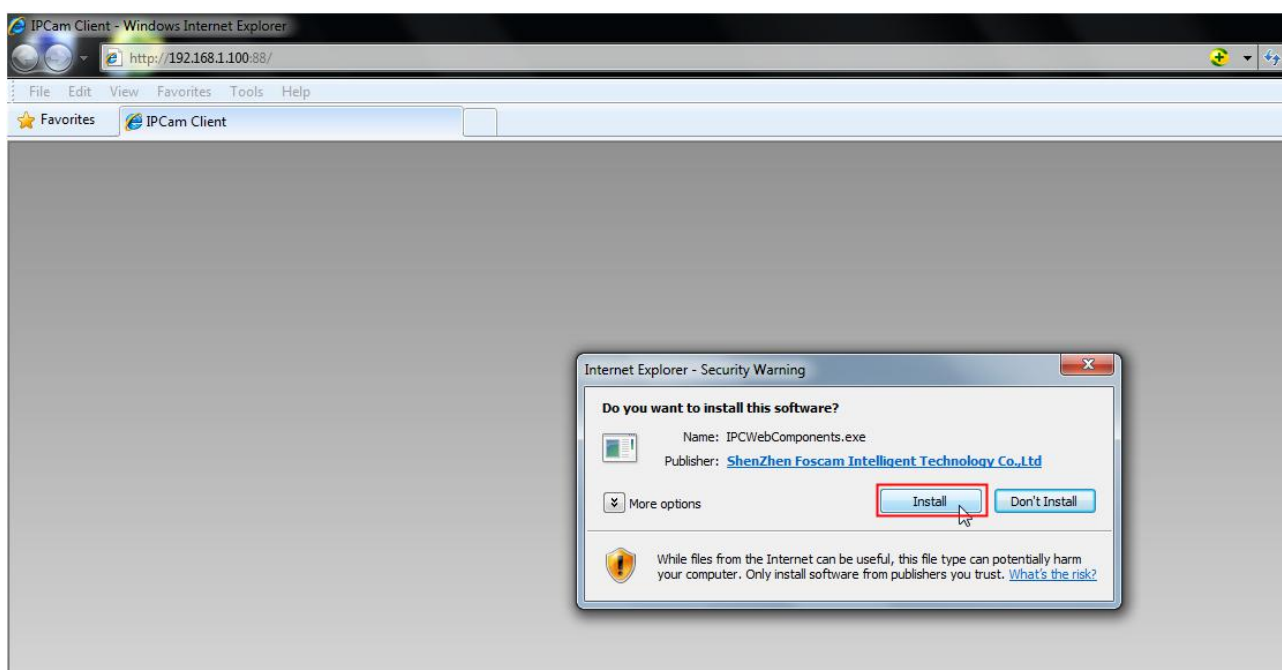 IPCam Client - Windows Internet Explorer
http://192.168.1.100:88/
File Edit View Favorites Tools Help
Favorites IPCam Client
Internet Explorer - Security Warning
Do you want to install this software?
Name: IPCWebComponents.exe
Publisher: ShenZhen Foscam Intelligent Technology Co.,Ltd
More options Install Don't Install
While files from the Internet can be useful, this file type can potentially harm
your computer. Only install software from publishers you trust. What's the risk?